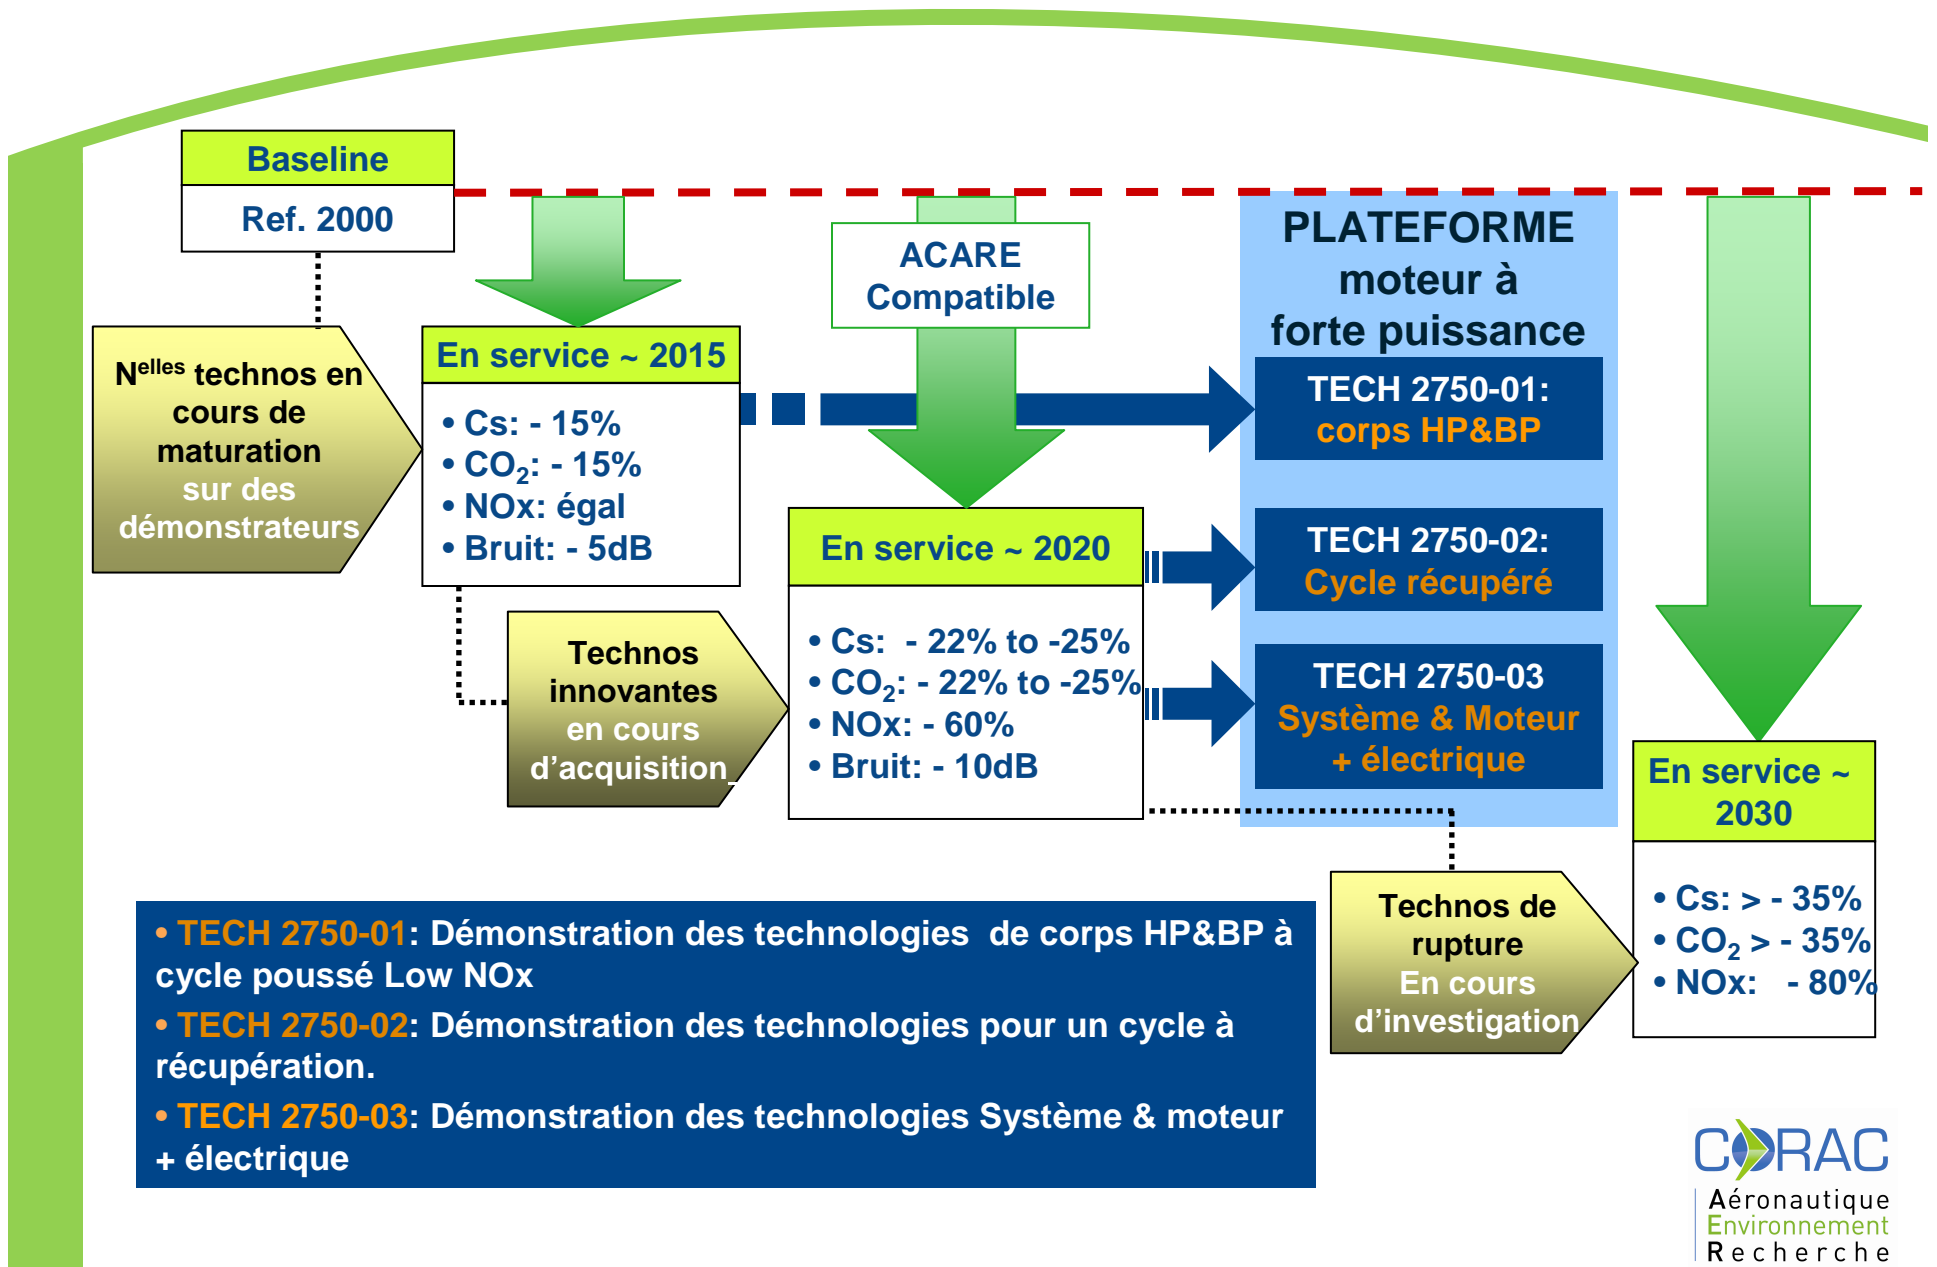 Baseline
Ref. 2000
Nelles technos en
cours de
maturation
sur des
démonstrateurs
En service ~ 2015
• Cs: - 15%
• CO2: - 15%
• NOx: égal
• Bruit: - 5dB
ACARE
Compatible
Technos
innovantes
en cours
d’acquisition
En service ~ 2020
• Cs:  - 22% to -25%
• CO2: - 22% to -25%
• NOx: - 60%
• Bruit: - 10dB
PLATEFORME
moteur à
forte puissance
TECH 2750-01:
corps HP&BP
TECH 2750-02:
Cycle récupéré
TECH 2750-03
Système & Moteur
+ électrique
Technos de
rupture
En cours
d’investigation
En service ~
2030
• Cs: > - 35%
• CO2 > - 35%
• NOx:   - 80%
• TECH 2750-01: Démonstration des technologies  de corps HP&BP à
cycle poussé Low NOx
• TECH 2750-02: Démonstration des technologies pour un cycle à
récupération.
• TECH 2750-03: Démonstration des technologies Système & moteur
+ électrique
CORAC
Aéronautique
Environnement
Recherche